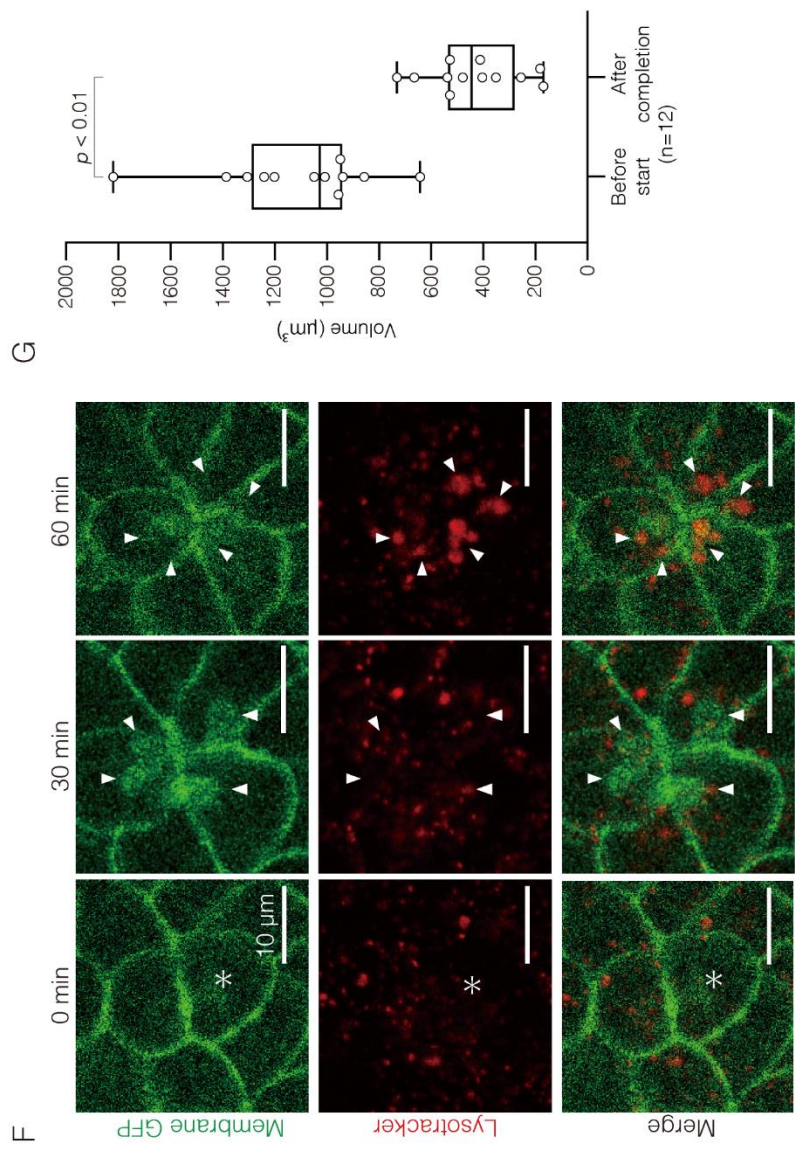 F
0 min
30 min
60 min
Membrane GFP
10 µm
*
Lysotracker
*
Merge
*
G
p < 0.01
Volume (µm³)
2000
1800
1600
1400
1200
1000
800
600
400
200
0
Before
start
After
completion
(n=12)